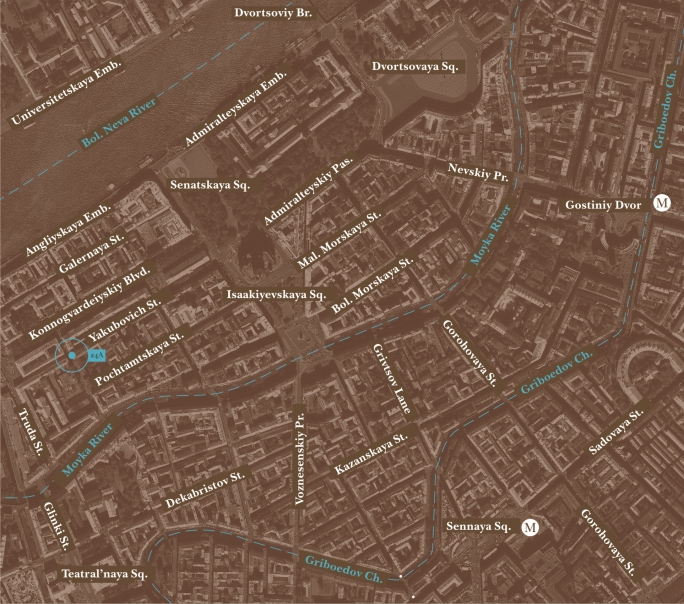 Dvortsoviy Br.
Universitetskaya Emb.
Bol. Neva River
Admiralteyskaya Emb.
Dvortsovaya Sq.
Griboedov Ch.
Nevskiy Pr.
Senatskaya Sq.
Admiralteyskiy Pas.
Gostiniy Dvor
M
Angliyskaya Emb.
Galernaya St.
Mal. Morskaya St.
Moyka River
Konnogvardeiyskiy Blvd.
Isaakiyevskaya Sq.
Bol. Morskaya St.
Yakubovich St.
24A
Pochtamtskaya St.
Grivtsov Lane
Gorohovaya St.
Griboedov Ch.
Truda St.
Moyka River
Voznesenskiy Pr.
Kazanskaya St.
Sadovaya St.
Dekabristov St.
Glinki St.
Sennaya Sq.
M
Gorohovaya St.
Teatral’naya Sq.
Griboedov Ch.